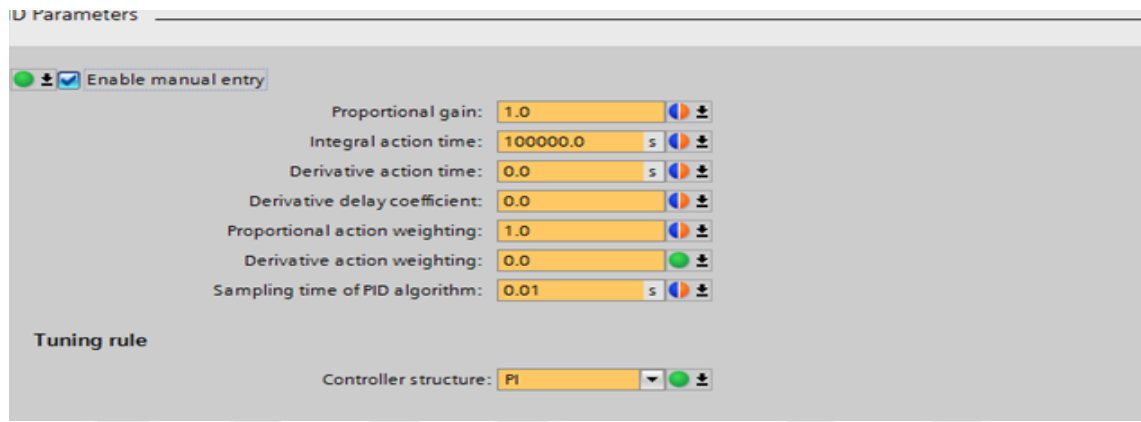 ID Parameters
Enable manual entry
Proportional gain: 1.0
Integral action time: 100000.0 s
Derivative action time: 0.0 s
Derivative delay coefficient: 0.0
Proportional action weighting: 1.0
Derivative action weighting: 0.0
Sampling time of PID algorithm: 0.01 s
Tuning rule
Controller structure: PI